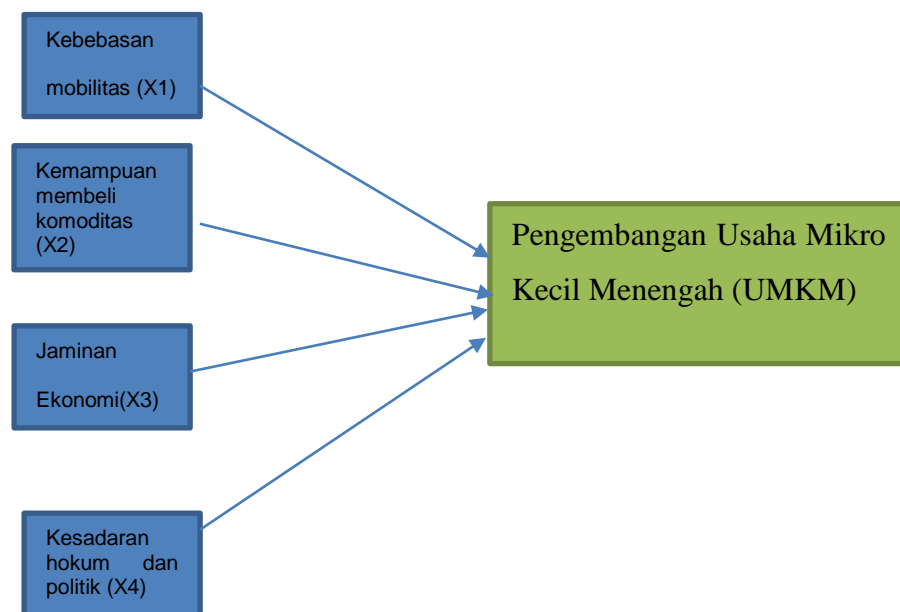 Kebebasan
mobilitas (X1)
Kemampuan
membeli
komoditas
(X2)
Jaminan
Ekonomi(X3)
Kesadaran
hokum dan
politik (X4)
Pengembangan Usaha Mikro
Kecil Menengah (UMKM)